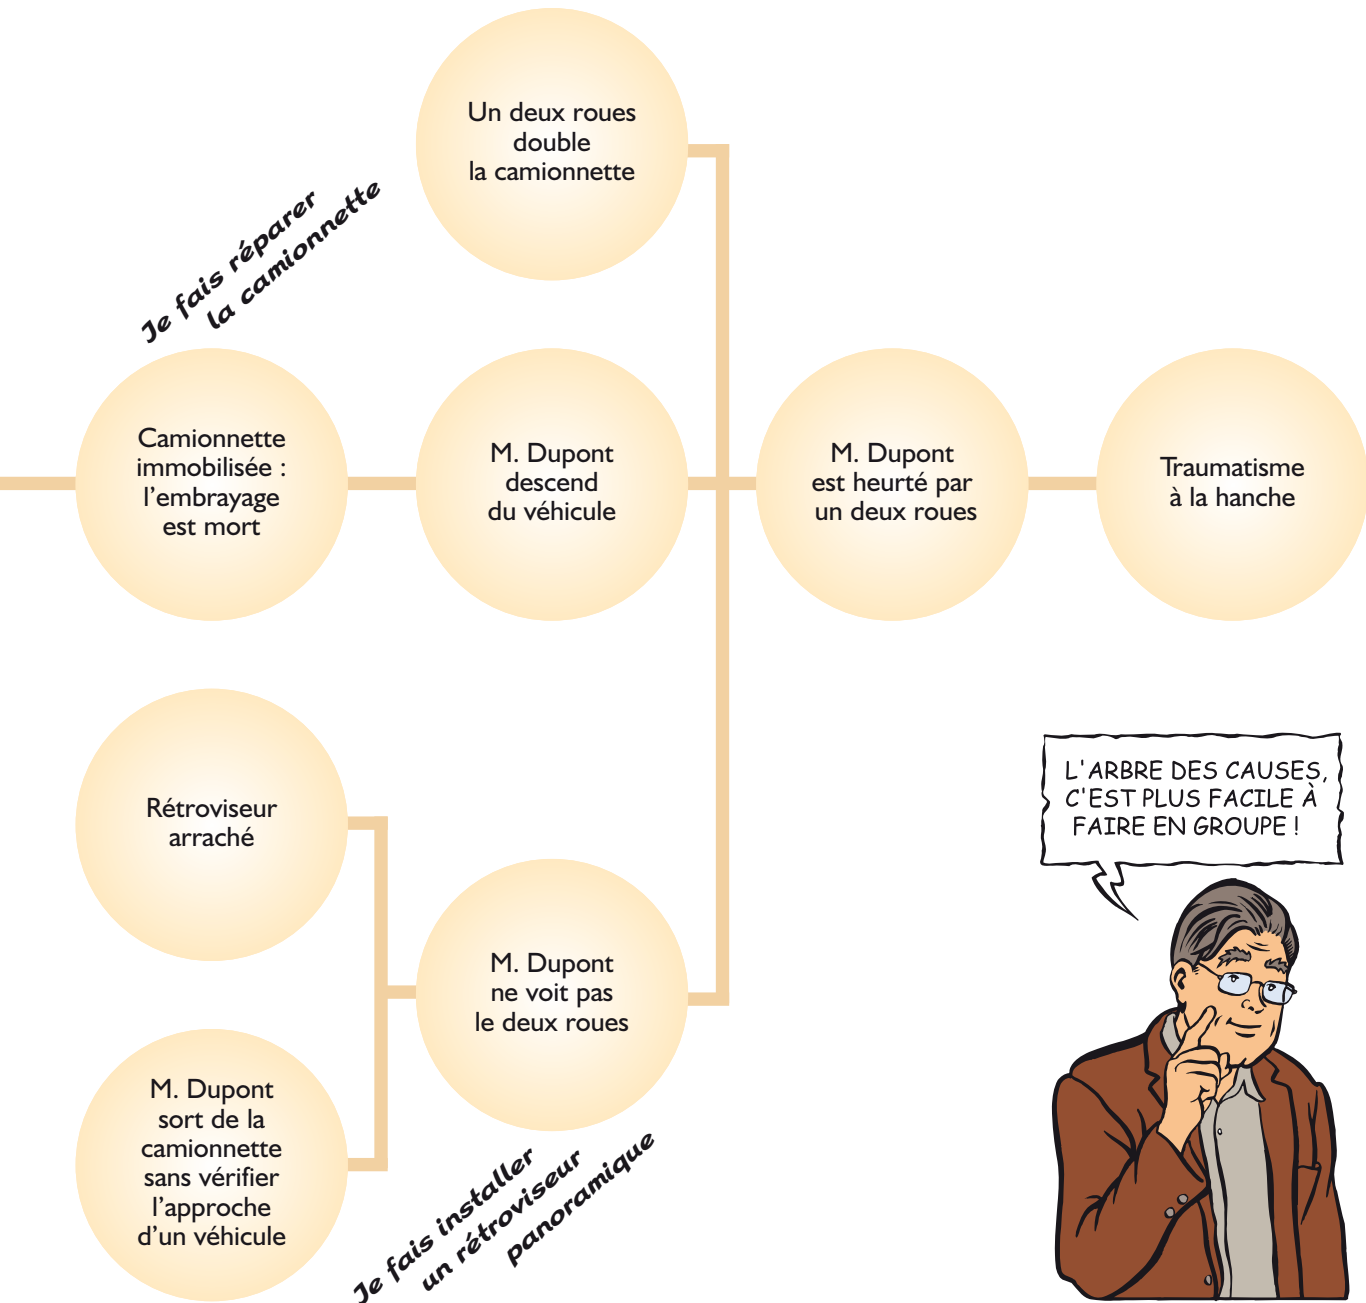 Un deux roues
double
la camionnette
Je fais réparer
la camionnette
Camionnette
immobilisée :
l'embrayage
est mort
M. Dupont
descend
du véhicule
M. Dupont
est heurté par
un deux roues
Traumatisme
à la hanche
Rétroviseur
arraché
M. Dupont
ne voit pas
le deux roues
M. Dupont
sort de la
camionnette
sans vérifier
l'approche
d'un véhicule
Je fais installer
un rétroviseur
panoramique
L'ARBRE DES CAUSES,
C'EST PLUS FACILE À
FAIRE EN GROUPE !